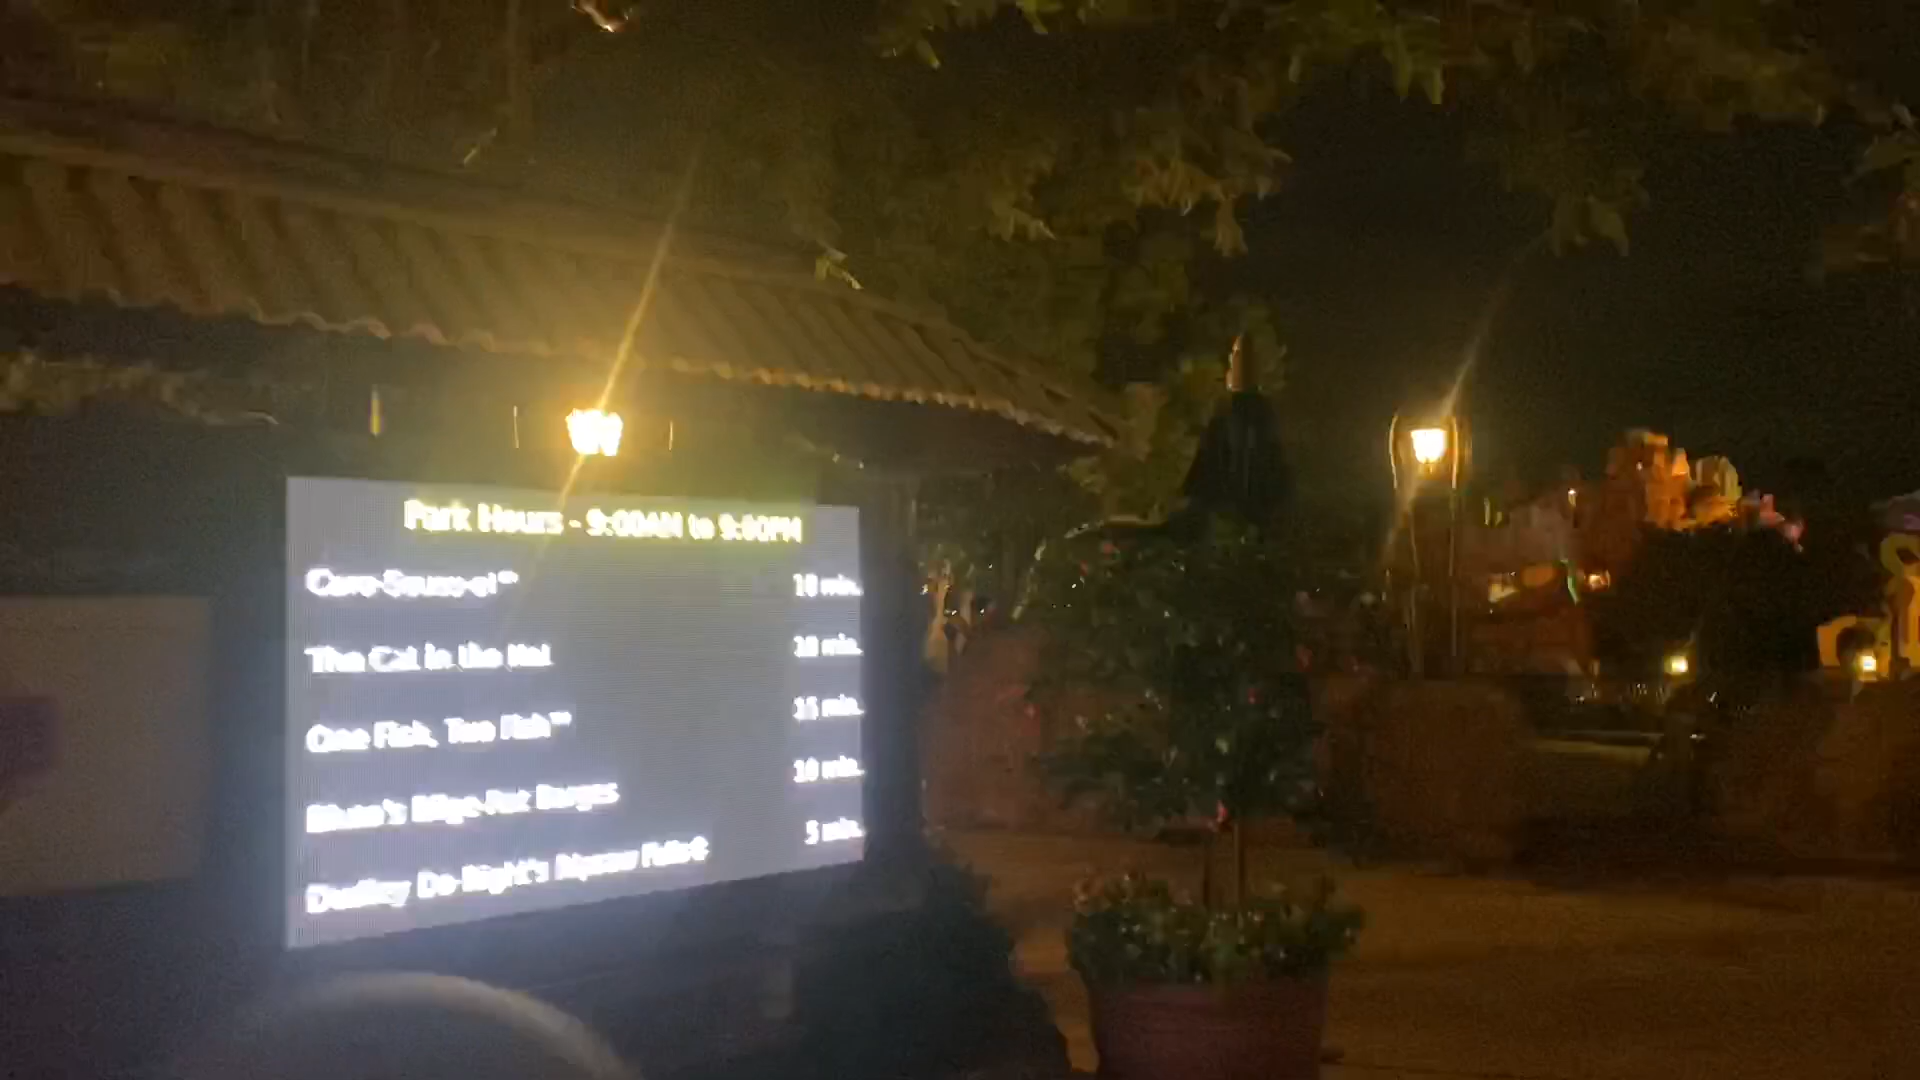 Park Hours - 9:00AM to 9:00PM
Caro-Seuss-el™ 10 min.
The Cat in the Hat 20 min.
One Fish, Two Fish™ 15 min.
Bluto's Bilge-Rat Barges 10 min.
Dudley Do-Right's Ripsaw Falls® 5 min.